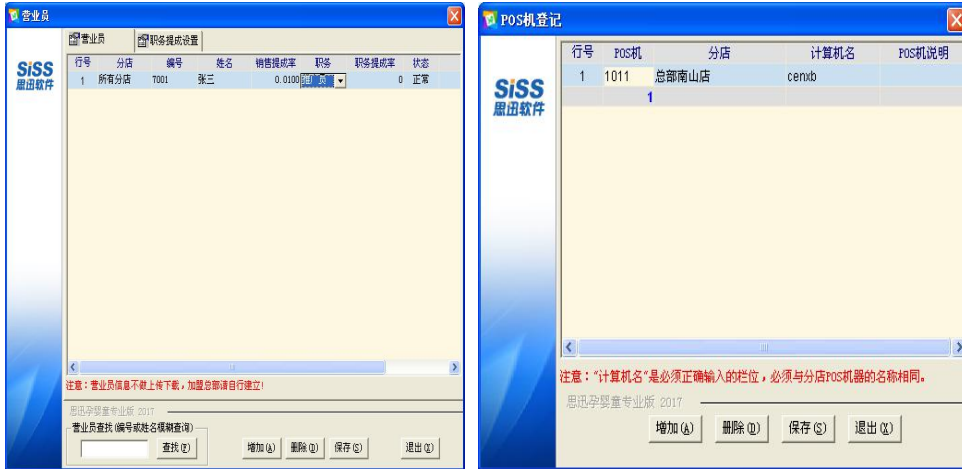 营业员
营业员 职务提成设置
SiSS
思迅软件
行号 分店 编号 姓名 销售提成率 职务 职务提成率 状态
1 所有分店 7001 张三 0.0100 员 0 正常
注意：营业员信息不做上传下载，加盟总部请自行建立！
思迅孕婴童专业版 2017
营业员查找(编号或姓名模糊查询)
查找(F) 增加(A) 删除(D) 保存(S) 退出(X)
POS机登记
SiSS
思迅软件
行号 POS机 分店 计算机名 POS机说明
1 1011 总部南山店 cenxb
1
注意：“计算机名”是必须正确输入的栏位，必须与分店POS机器的名称相同。
思迅孕婴童专业版 2017
增加(A) 删除(D) 保存(S) 退出(X)